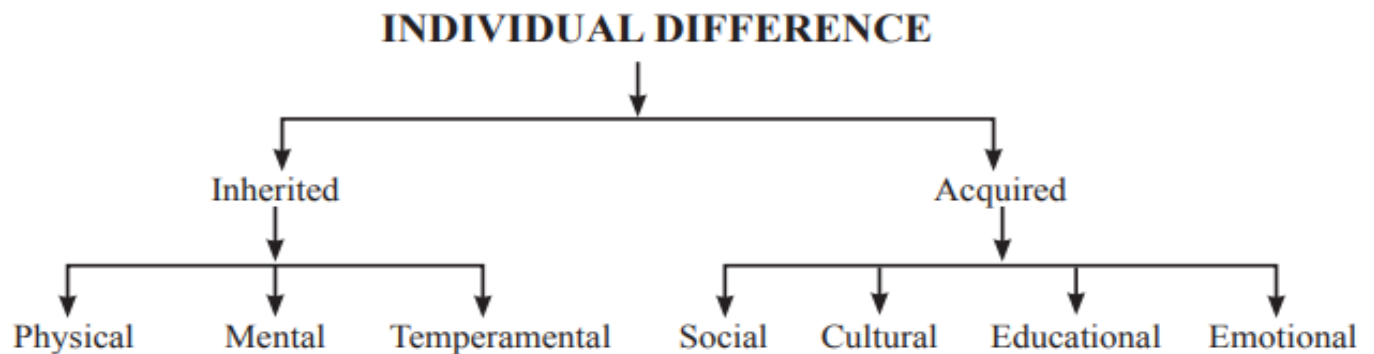 INDIVIDUAL DIFFERENCE
Inherited Acquired
Physical Mental Temperamental Social Cultural Educational Emotional